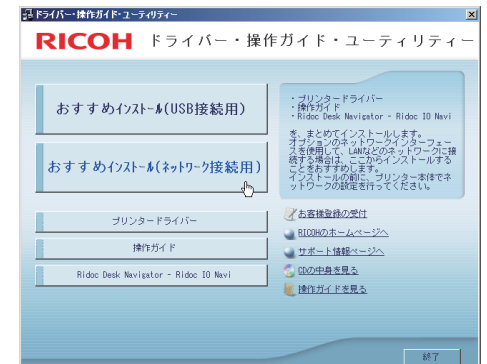 ドライバー・操作ガイド・ユーティリティー
RICOH ドライバー・操作ガイド・ユーティリティー
おすすめインストール(USB接続用)
おすすめインストール(ネットワーク接続用)
プリンタードライバー
操作ガイド
Ridoc Desk Navigator - Ridoc IO Navi
・プリンタードライバー
・操作ガイド
・Ridoc Desk Navigator - Ridoc IO Navi
を、まとめてインストールします。
オプションのネットワークインターフェー
スを使用して、LANなどのネットワークに接
続する場合は、ここからインストールする
ことをおすすめします。
インストールの前に、プリンター本体でネ
ットワークの設定を行ってください。
お客様登録の受付
RICOHのホームページへ
サポート情報ページへ
CDの中身を見る
操作ガイドを見る
終了